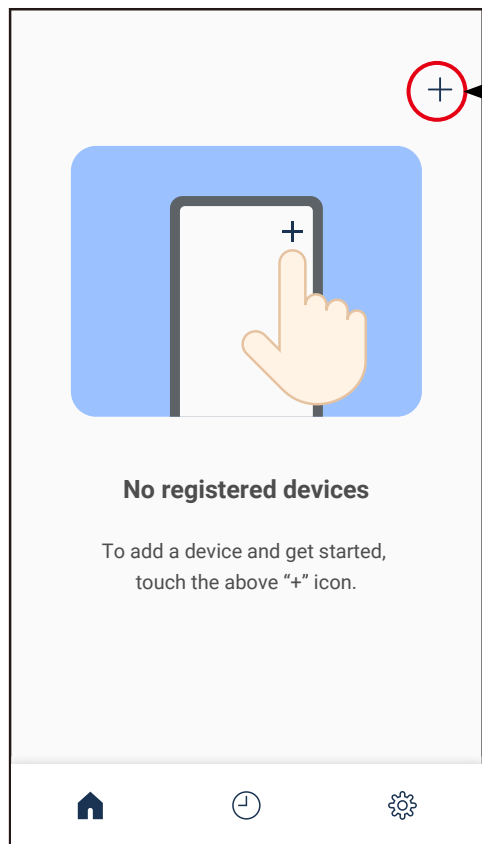 No registered devices
To add a device and get started,
touch the above “+” icon.